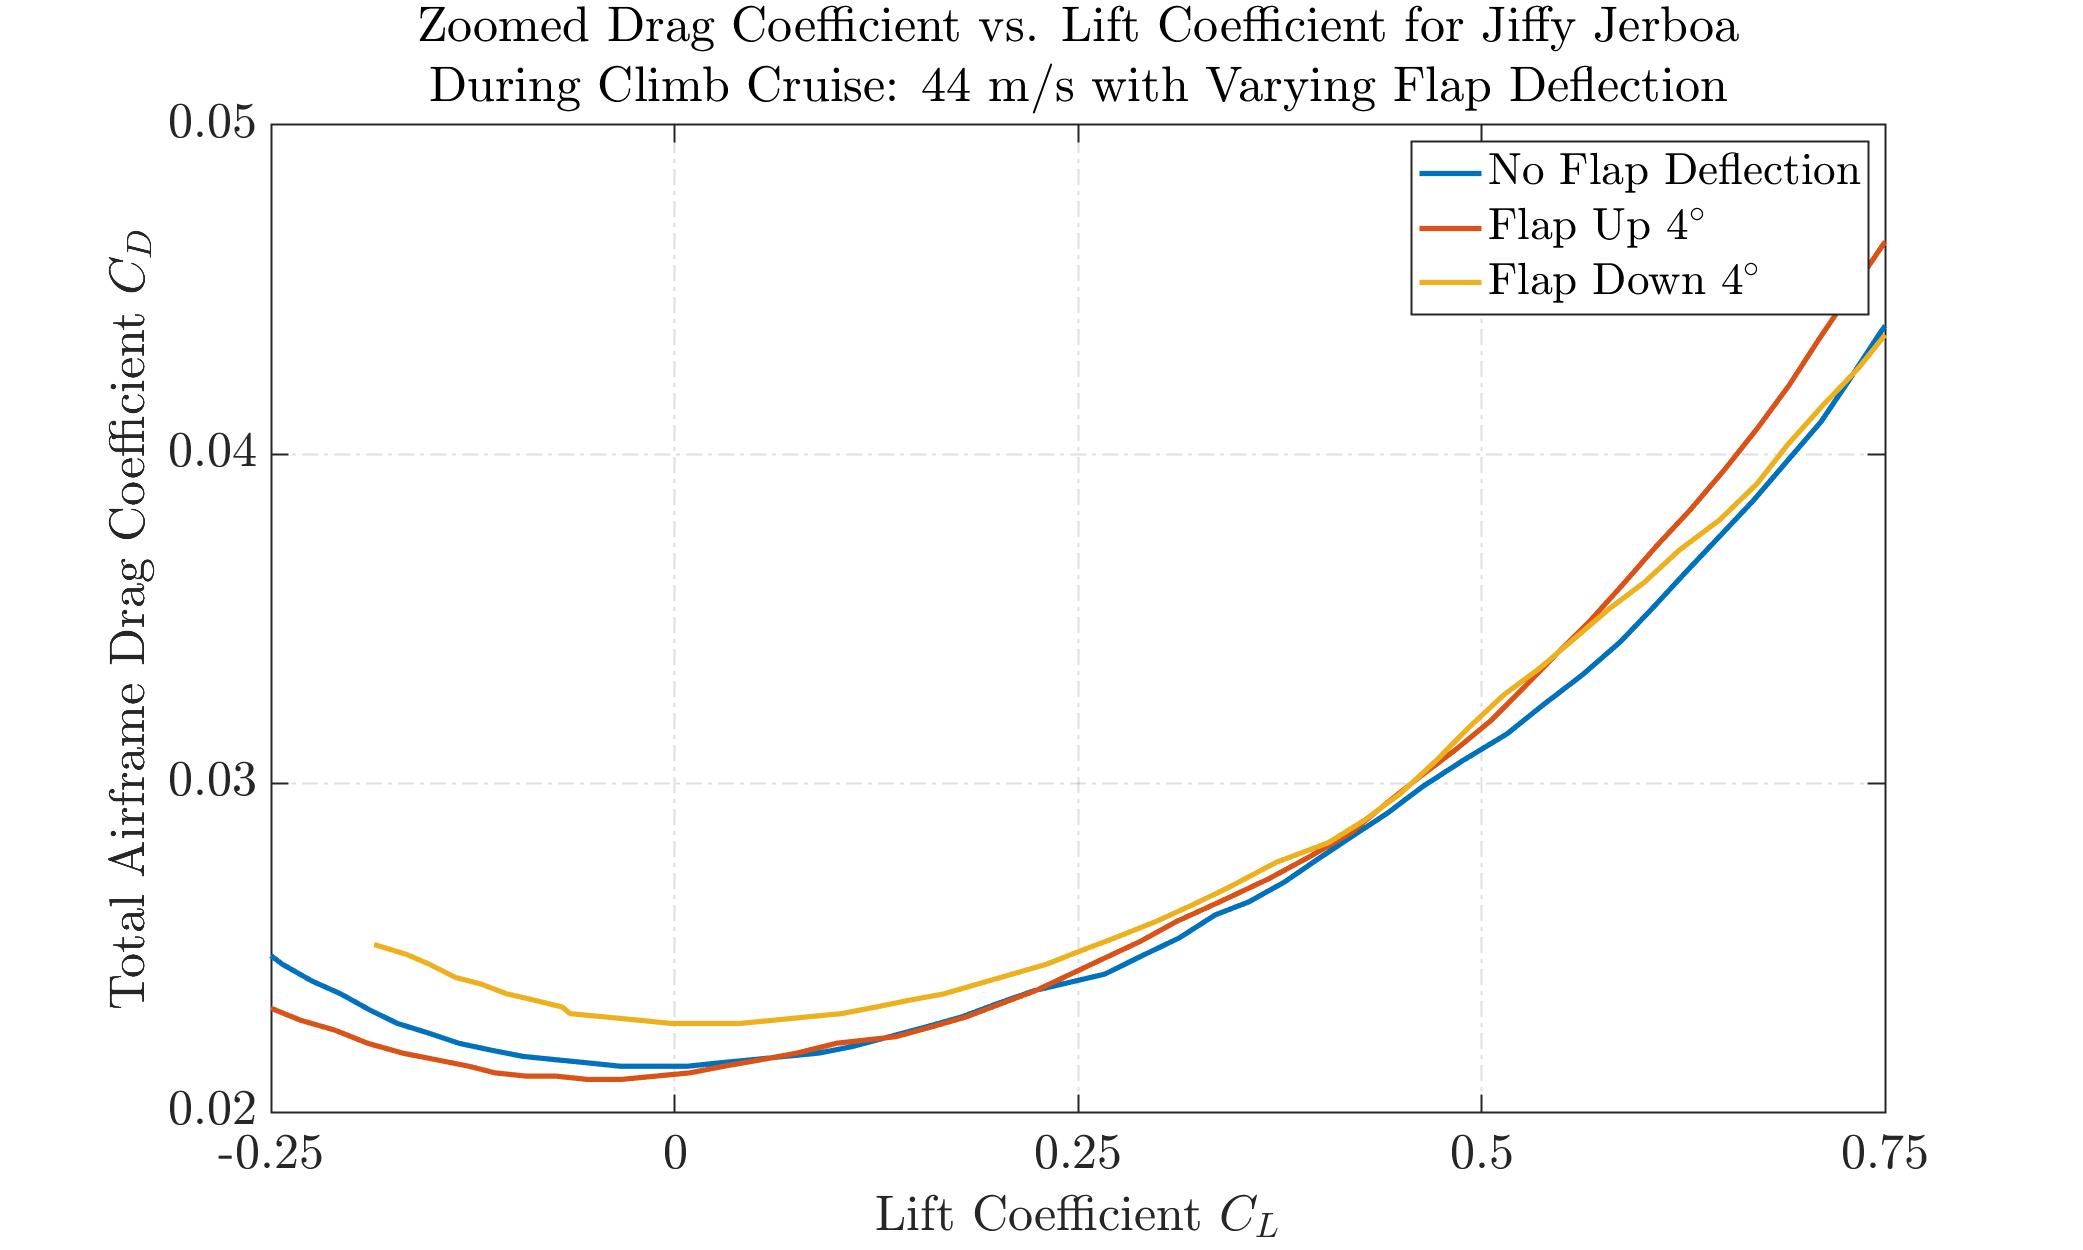 Zoomed Drag Coefficient vs. Lift Coefficient for Jiffy Jerboa
During Climb Cruise: 44 m/s with Varying Flap Deflection
Total Airframe Drag Coefficient C_D
0.05
0.04
0.03
0.02
No Flap Deflection
Flap Up 4°
Flap Down 4°
-0.25 0 0.25 0.5 0.75
Lift Coefficient C_L